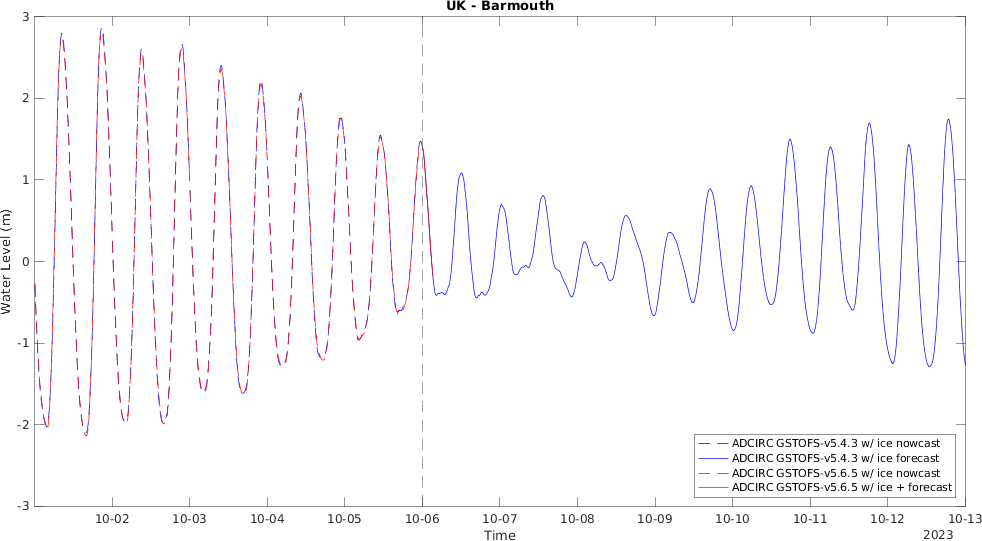 UK - Barmouth
3
2
1
0
-1
-2
-3
Water Level (m)
10-02 10-03 10-04 10-05 10-06 10-07 10-08 10-09 10-10 10-11 10-12 10-13
Time
2023
ADCIRC GSTOFS-v5.4.3 w/ ice nowcast
ADCIRC GSTOFS-v5.4.3 w/ ice forecast
ADCIRC GSTOFS-v5.6.5 w/ ice nowcast
ADCIRC GSTOFS-v5.6.5 w/ ice + forecast